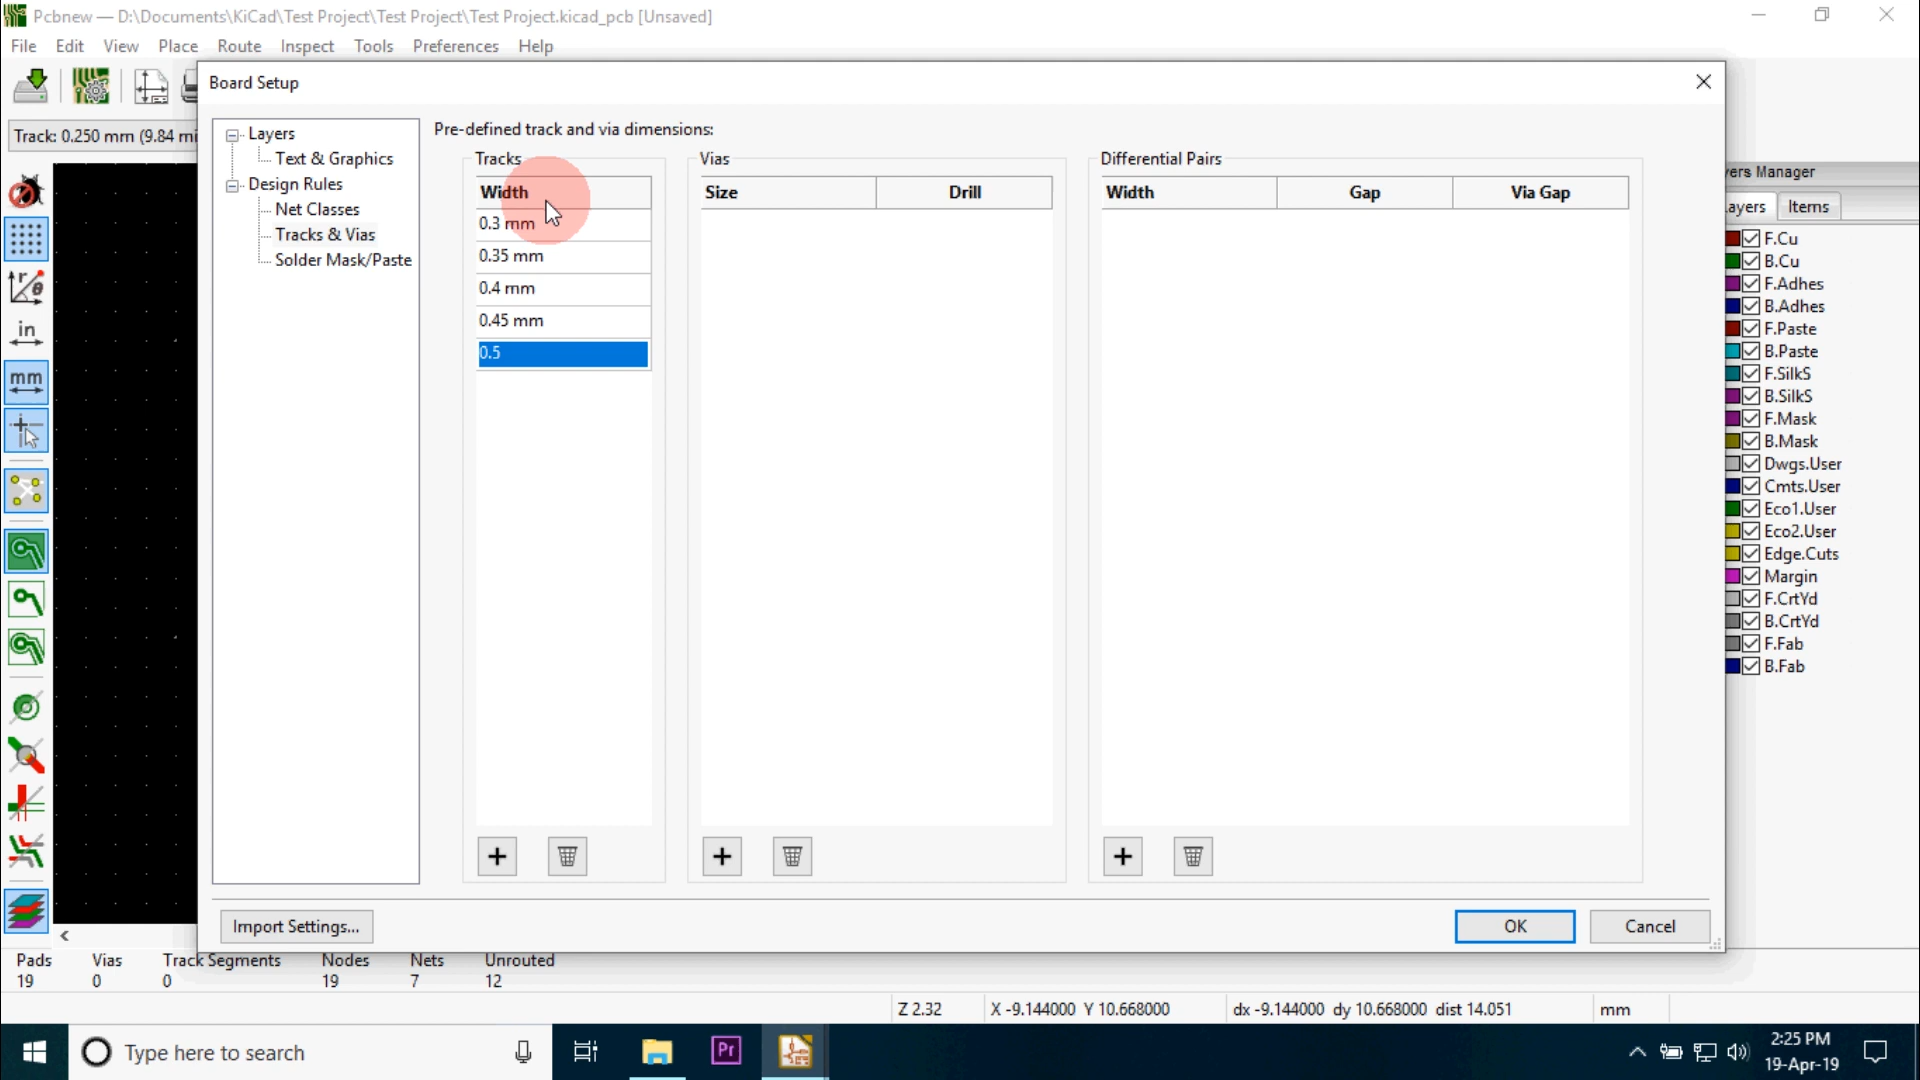 Pcbnew — D:\Documents\KiCad\Test Project\Test Project\Test Project.kicad_pcb [Unsaved]
File Edit View Place Route Inspect Tools Preferences Help
Board Setup
Track: 0.250 mm (9.84 mi
Layers
Text & Graphics
Design Rules
Net Classes
Tracks & Vias
Solder Mask/Paste
Pre-defined track and via dimensions:
Tracks
Width
0.3 mm
0.35 mm
0.4 mm
0.45 mm
0.5
Vias
Size Drill
Differential Pairs
Width Gap Via Gap
Import Settings...
OK Cancel
yers Manager
ayers Items
F.Cu
B.Cu
F.Adhes
B.Adhes
F.Paste
B.Paste
F.SilkS
B.SilkS
F.Mask
B.Mask
Dwgs.User
Cmts.User
Eco1.User
Eco2.User
Edge.Cuts
Margin
F.CrtYd
B.CrtYd
F.Fab
B.Fab
in
mm
Pads Vias Track Segments Nodes Nets Unrouted
19 0 0 19 7 12
Z 2.32 X -9.144000 Y 10.668000 dx -9.144000 dy 10.668000 dist 14.051 mm
Type here to search
Pr
2:25 PM
19-Apr-19